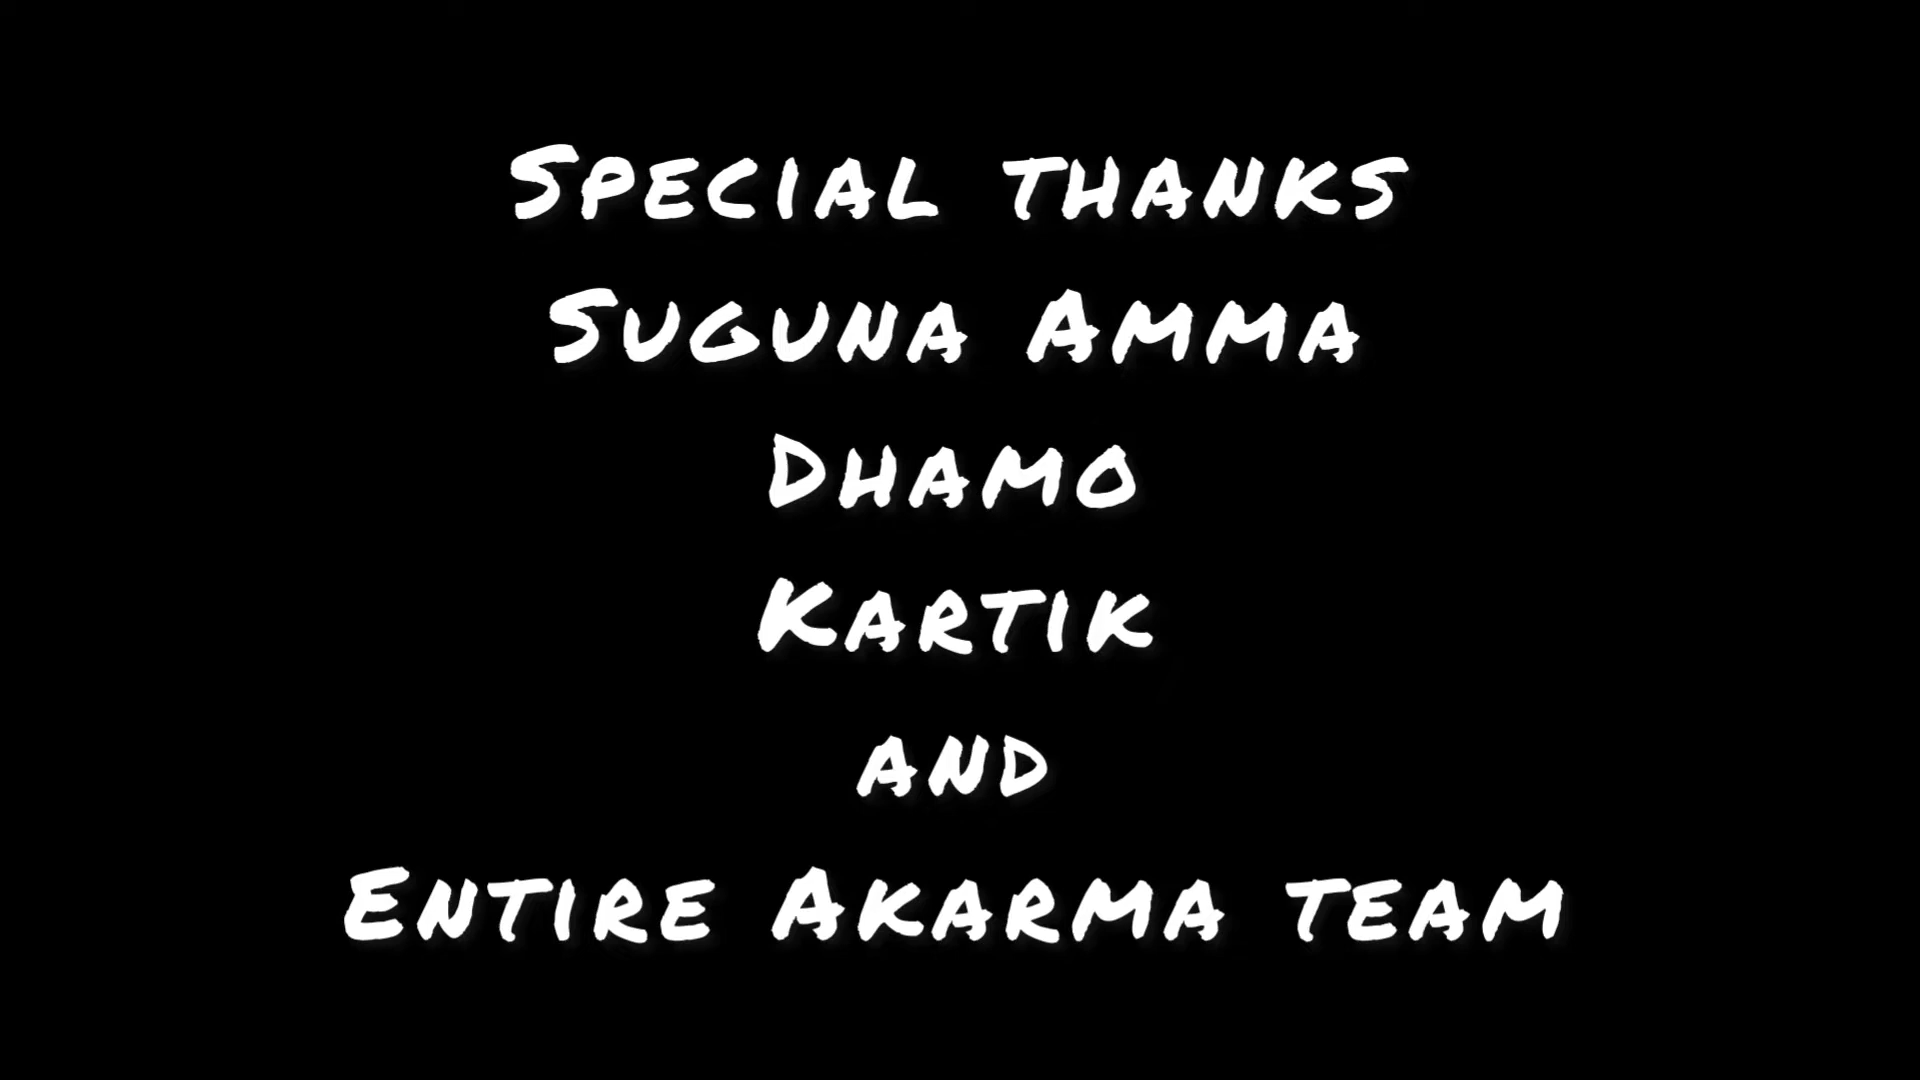 Special thanks
Suguna Amma
Dhamo
Kartik
and
Entire Akarma team